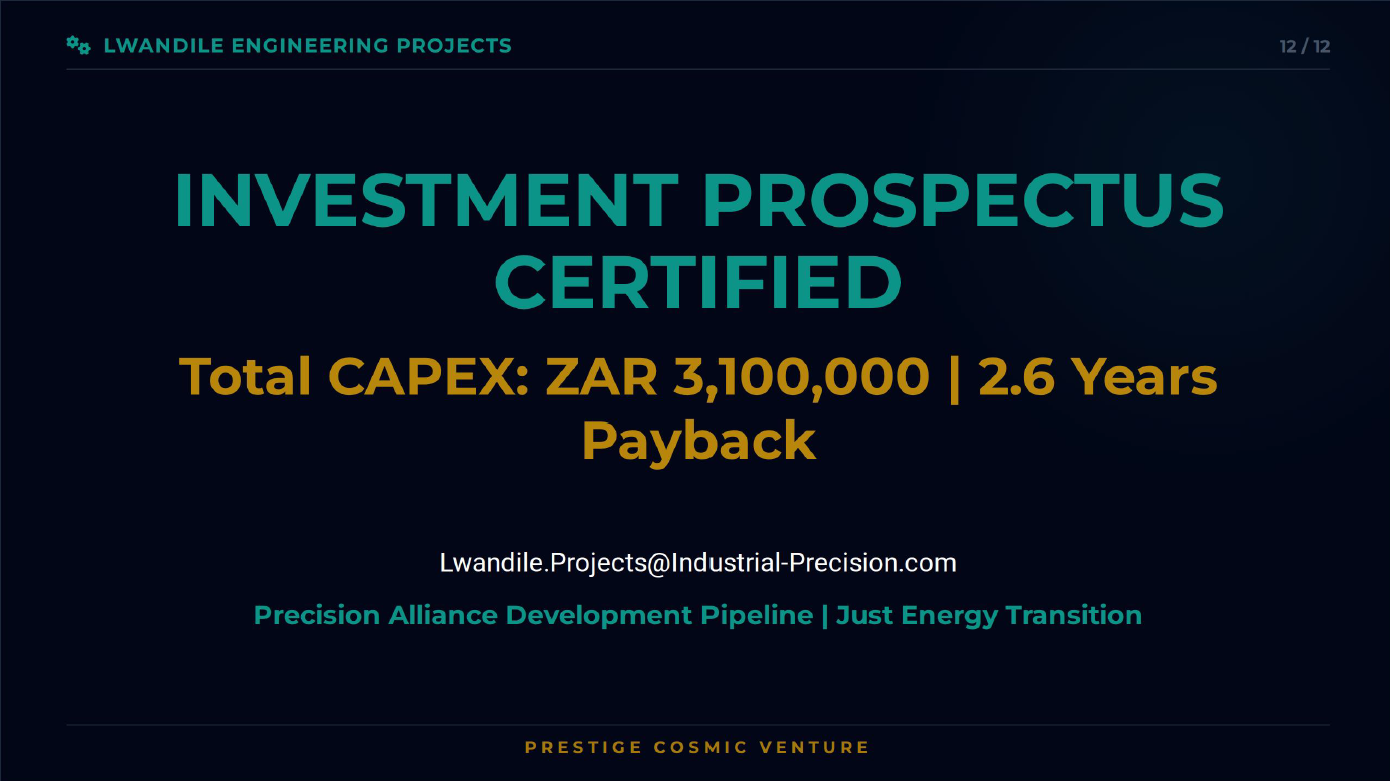 LWANDILE ENGINEERING PROJECTS
12 / 12
INVESTMENT PROSPECTUS
CERTIFIED
Total CAPEX: ZAR 3,100,000 | 2.6 Years
Payback
Lwandile.Projects@Industrial-Precision.com
Precision Alliance Development Pipeline | Just Energy Transition
PRESTIGE COSMIC VENTURE